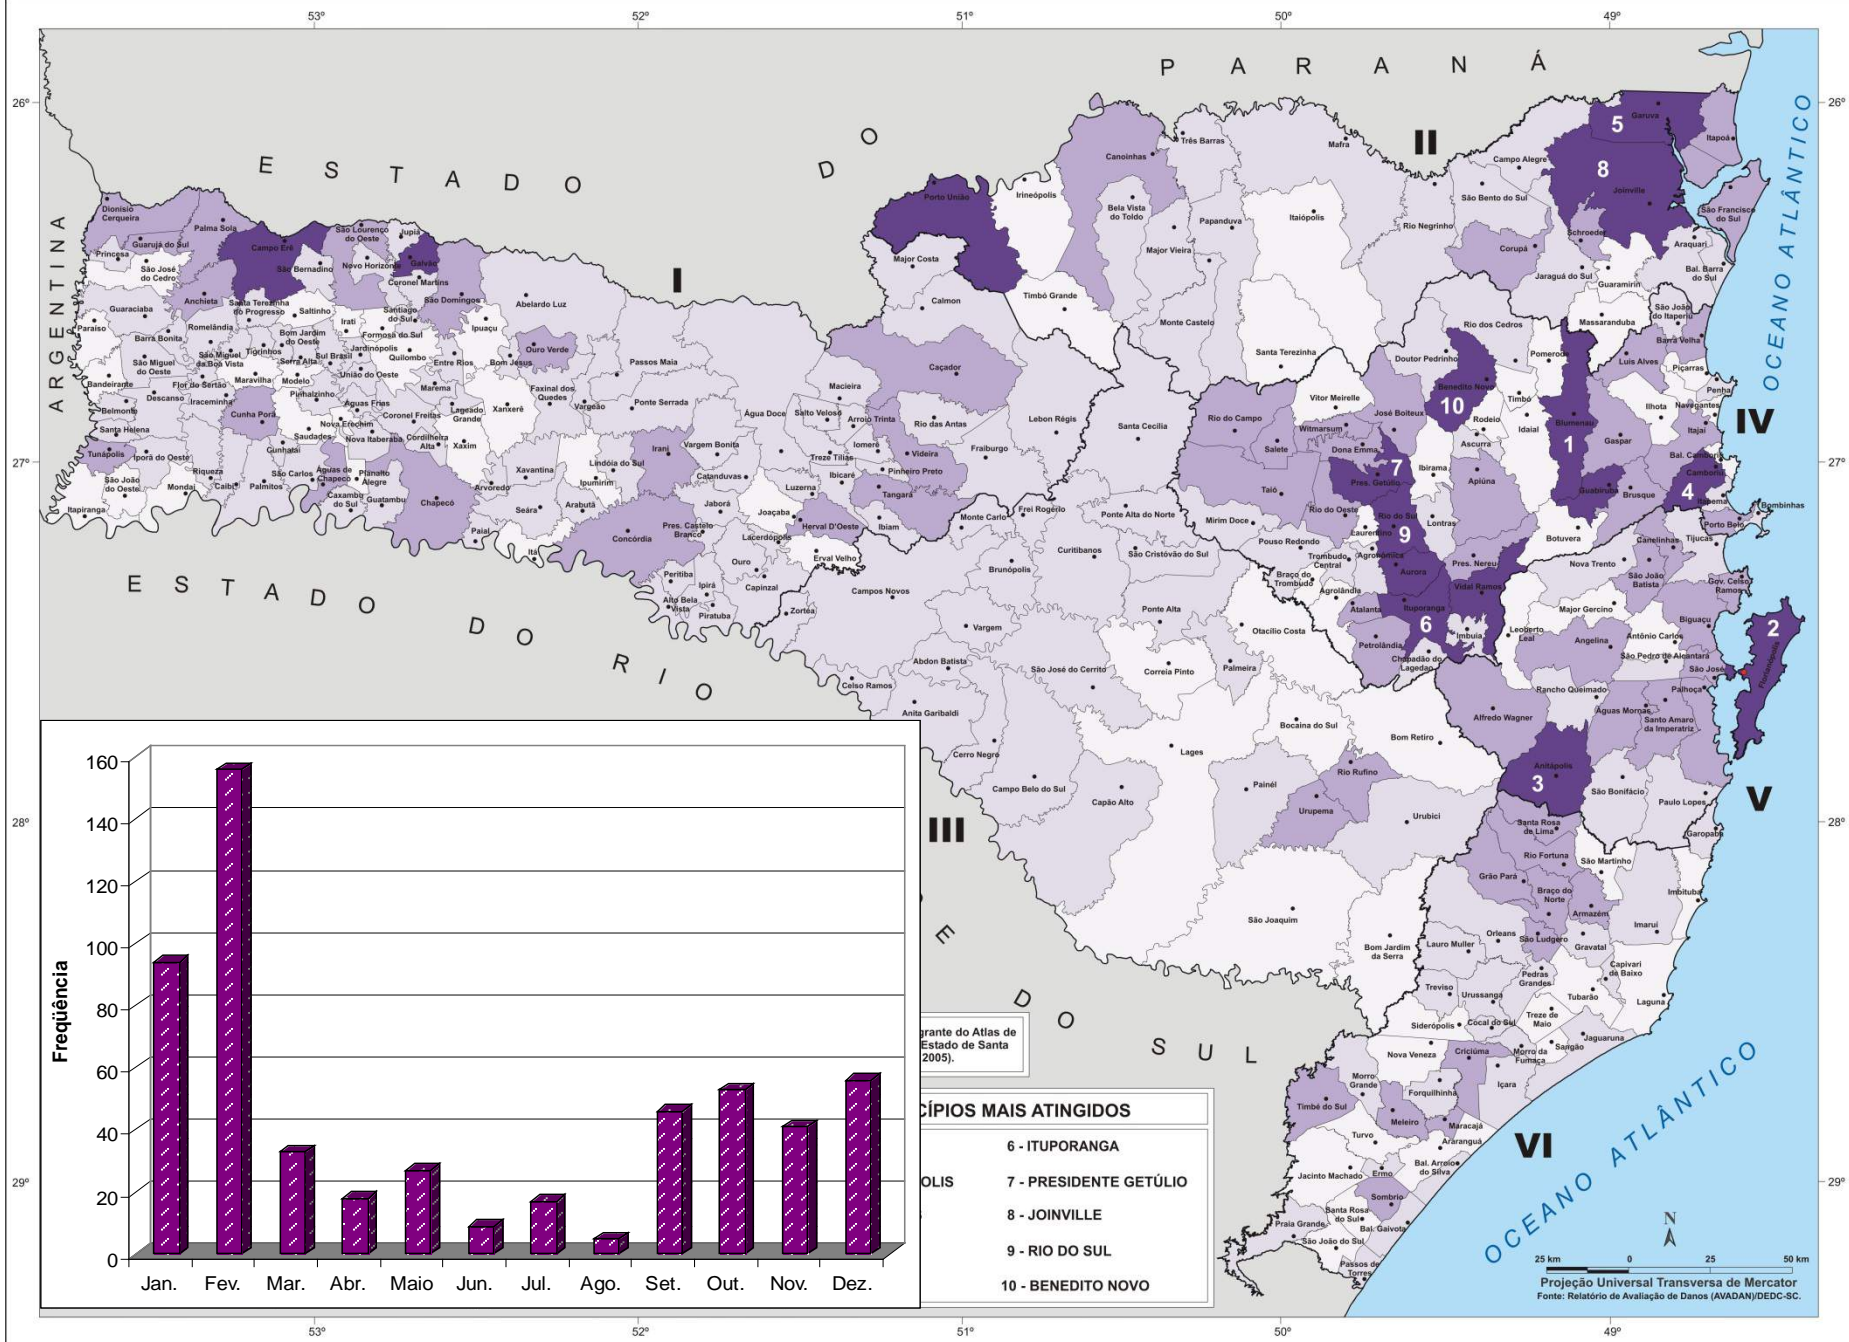 53º 52º 51º 50º 49º
26º
27º
28º
29º
26º
27º
28º
29º
53º 52º 51º 50º 49º
PARANÁ
ESTADO DO
ARGENTINA
ESTADO DO RIO
DE
DO SUL
OCEANO ATLÂNTICO
OCEANO ATLÂNTICO
I
II
III
IV
V
VI
Dionísio
Cerqueira
Guarujá do Sul
Princesa
São José
do Cedro
Palma Sola
Campo Erê
São Bernadino
São Lourenço
do Oeste
Jupiá
Novo Horizonte
Galvão
Coronel Martins
São Domingos
Abelardo Luz
Anchieta
Guaraciaba
Paraíso
Barra Bonita
Romelândia
Santa Terezinha
do Progresso
Saltinho
Irati
Santiago
do Sul
Formosa do Sul
Ipuaçu
Ouro Verde
Bom Jesus
Entre Rios
Quilombo
Jardinópolis
União do Oeste
Sul Brasil
Bom Jardim
do Oeste
Serra Alta
Tigrinhos
São Miguel
da Boa Vista
São Miguel
do Oeste
Bandeirante
Descanso
Flor do Sertão
Iraceminha
Maravilha
Modelo
Pinhalzinho
Belmonte
Santa Helena
Cunha Porã
Águas Frias
Nova Erechim
Coronel Freitas
Marema
Lageado
Grande
Xanxerê
Faxinal dos
Quedes
Vargeão
Passos Maia
Ponte Serrada
Saudades
Nova Itaberaba
Cordilheira
Alta
Xaxim
Tunápolis
Iporã do Oeste
Cunhataí
São João
do Oeste
Riqueza
Mondai
Caibi
Palmitos
São Carlos
Águas de
Chapecó
Planalto
Alegre
Caxambu
do Sul
Guatambu
Chapecó
Itapiranga
Arvoredo
Xavantina
Seára
Paial
Itá
Arabutã
Ipumirim
Lindóia do Sul
Irani
Concórdia
Vargem Bonita
Catanduvas
Jaborá
Pres. Castelo
Branco
Peritiba
Ipirá
Alto Bela
Vista
Piratuba
Ouro
Capinzal
Lacerdópolis
Joaçaba
Luzerna
Herval D'Oeste
Erval Velho
Zortéa
Água Doce
Macieira
Salto Veloso
Arroio Trinta
Treze Tílias
Iomerê
Ibicaré
Videira
Pinheiro Preto
Tangará
Ibiam
Caçador
Rio das Antas
Fraiburgo
Lebon Régis
Calmon
Major Costa
Porto União
Irineópolis
Timbó Grande
Canoinhas
Três Barras
Bela Vista
do Toldo
Major Vieira
Papanduva
Monte Castelo
Mafra
Itaiópolis
Santa Terezinha
Rio Negrinho
São Bento do Sul
Campo Alegre
5
Garuva
Itapoá
8
Joinville
São Francisco
do Sul
Schroeder
Corupá
Jaraguá do Sul
Araquari
Bal. Barra
do Sul
Guaramirim
Massaranduba
São João
do Itaperiú
Barra Velha
Luis Alves
Piçarras
Penha
Navegantes
Ilhota
Itajaí
Gaspar
Blumenau
1
Pomerode
Rio dos Cedros
Doutor Pedrinho
Benedito Novo
10
Timbó
Rodeio
Ascurra
Idaial
Bal. Camboriú
Camboriú
4
Itapema
Bombinhas
Porto Belo
Guabiruba
Brusque
Botuvera
Vitor Meirelle
José Boiteux
Witmarsum
Dona Emma
7
Pres. Getúlio
Ibirama
Apiúna
Rio do Campo
Salete
Taió
Mirim Doce
Rio do Oeste
Rio do Sul
9
Lontras
Laurentino
Pouso Redondo
Trombudo
Central
Agronômica
Aurora
Pres. Nereu
Braço do
Trombudo
Agrolândia
Atalanta
Ituporanga
6
Vidal Ramos
Imbuia
Petrolândia
Chapadão do
Lagedao
Leoberto
Leal
Nova Trento
Canelinhas
Tijucas
São João
Batista
Gov. Celso
Ramos
Major Gercino
Biguaçu
Angelina
Antônio Carlos
São Pedro de Alcântara
São José
2
Florianópolis
Rancho Queimado
Palhoça
Águas Mornas
Santo Amaro
da Imperatriz
Alfredo Wagner
Anitápolis
3
São Bonifácio
Paulo Lopes
Garopaba
Santa Cecília
Monte Carlo
Frei Rogério
Ponte Alta do Norte
São Cristóvão do Sul
Curitibanos
Brunópolis
Campos Novos
Vargem
Ponte Alta
Otacílio Costa
Abdon Batista
São José do Cerrito
Correia Pinto
Palmeira
Celso Ramos
Anita Garibaldi
Cerro Negro
Campo Belo do Sul
Capão Alto
Lages
Bocaina do Sul
Bom Retiro
Painél
Rio Rufino
Urupema
Urubici
São Joaquim
Bom Jardim
da Serra
Santa Rosa
de Lima
Rio Fortuna
São Martinho
Grão Pará
Braço do
Norte
Armazém
Imbituba
Imaruí
Lauro Muller
Orleans
São Ludgero
Gravatal
Pedras
Grandes
Capivari
de Baixo
Tubarão
Laguna
Treviso
Urussanga
Siderópolis
Cocal do Sul
Treze de
Maio
Jaguaruna
Sangão
Morro da
Fumaça
Nova Veneza
Criciúma
Içara
Forquilhinha
Morro
Grande
Timbé do Sul
Meleiro
Maracajá
Araranguá
Turvo
Ermo
Bal. Arroio
do Silva
Jacinto Machado
Sombrio
Santa Rosa
do Sul
Bal. Gaivota
Praia Grande
São João do Sul
Passos de
Torres
160
140
120
100
80
60
40
20
0
Freqüência
Jan. Fev. Mar. Abr. Maio Jun. Jul. Ago. Set. Out. Nov. Dez.
grante do Atlas de
Estado de Santa
2005).
CÍPIOS MAIS ATINGIDOS
6 - ITUPORANGA
OLIS 7 - PRESIDENTE GETÚLIO
8 - JOINVILLE
9 - RIO DO SUL
10 - BENEDITO NOVO
N
25 km 0 25 50 km
Projeção Universal Transversa de Mercator
Fonte: Relatório de Avaliação de Danos (AVADAN)/DEDC-SC.